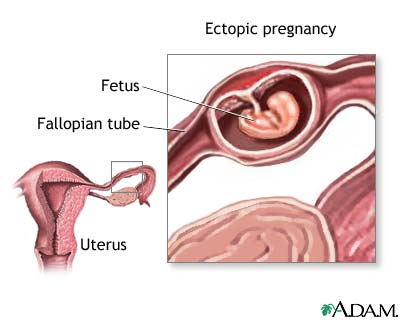 Ectopic pregnancy
Fetus
Fallopian tube
Uterus
A.D.A.M.